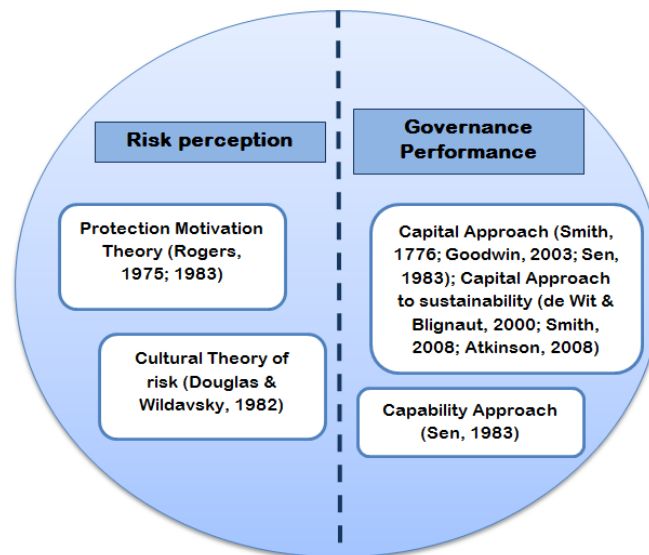 Risk perception
Governance
Performance
Protection Motivation
Theory (Rogers,
1975; 1983)
Cultural Theory of
risk (Douglas &
Wildavsky, 1982)
Capital Approach (Smith,
1776; Goodwin, 2003; Sen,
1983); Capital Approach
to sustainability (de Wit &
Blignaut, 2000; Smith,
2008; Atkinson, 2008)
Capability Approach
(Sen, 1983)